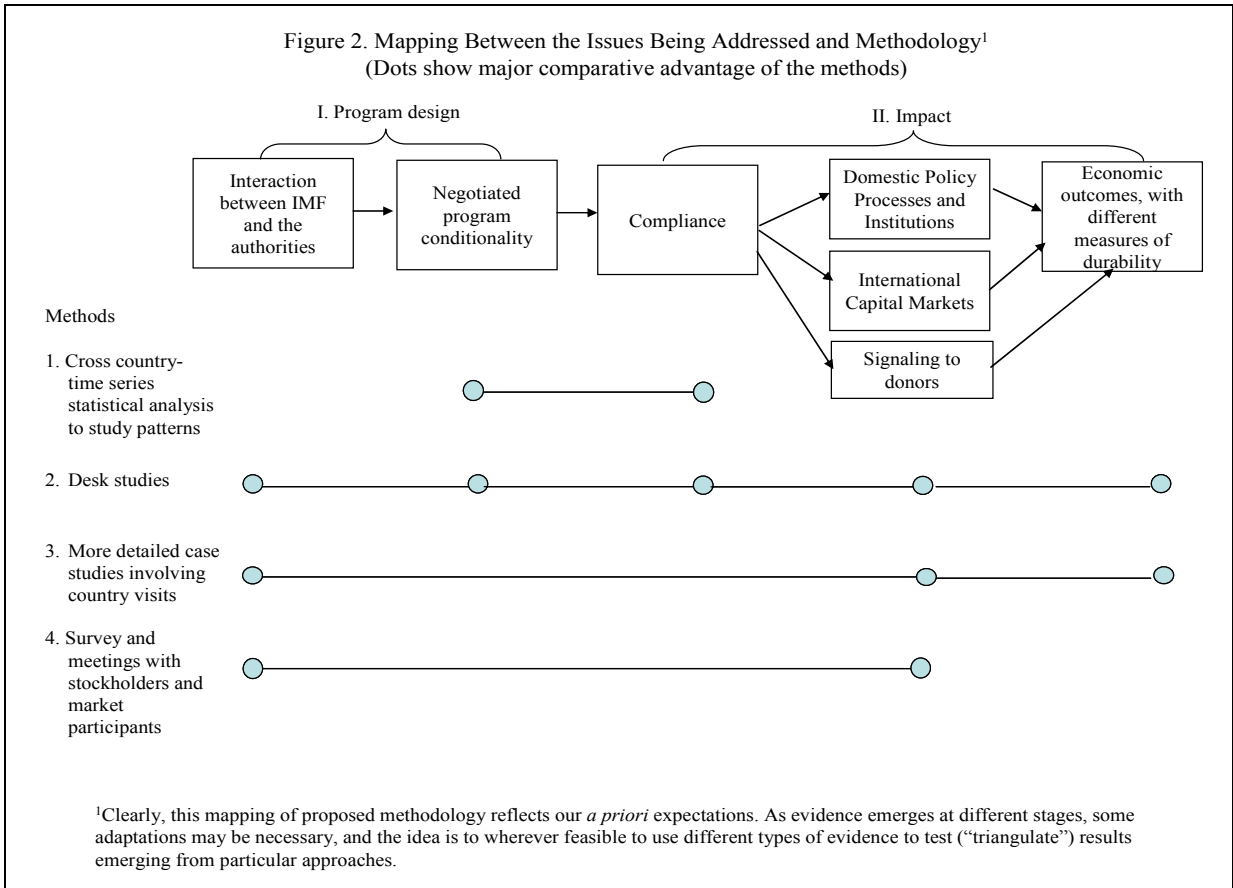 Figure 2. Mapping Between the Issues Being Addressed and Methodology¹
(Dots show major comparative advantage of the methods)
I. Program design
II. Impact
Interaction
between IMF
and the
authorities
Negotiated
program
conditionality
Compliance
Domestic Policy
Processes and
Institutions
International
Capital Markets
Signaling to
donors
Economic
outcomes, with
different
measures of
durability
Methods
1. Cross country-
time series
statistical analysis
to study patterns
2. Desk studies
3. More detailed case
studies involving
country visits
4. Survey and
meetings with
stockholders and
market
participants
¹Clearly, this mapping of proposed methodology reflects our a priori expectations. As evidence emerges at different stages, some
adaptations may be necessary, and the idea is to wherever feasible to use different types of evidence to test (“triangulate”) results
emerging from particular approaches.